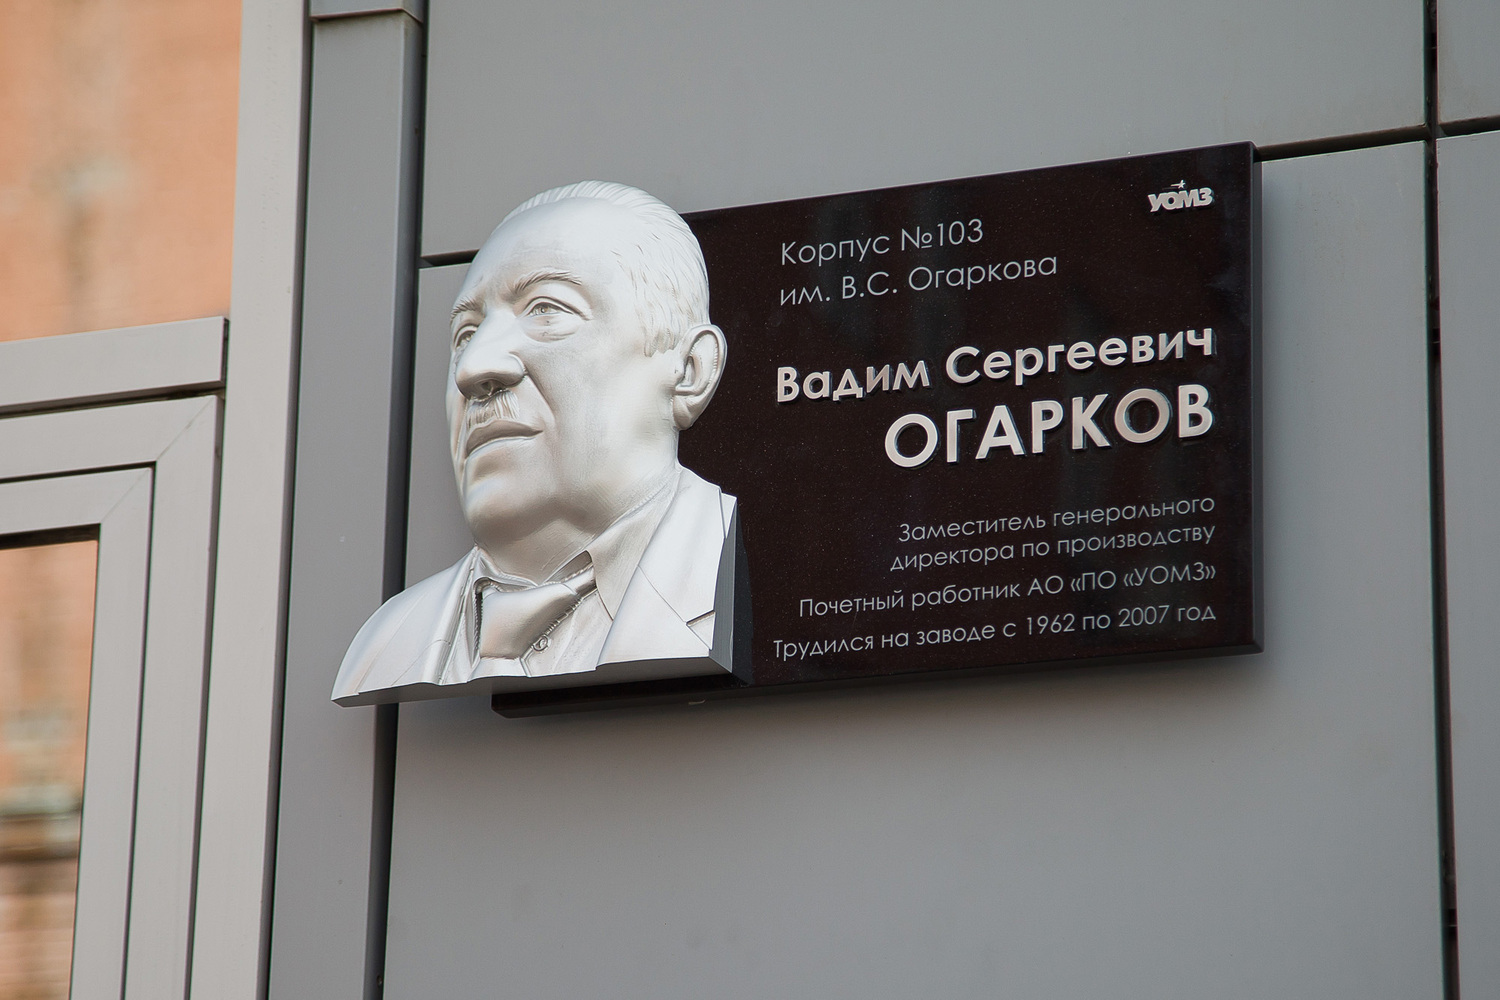 УОМЗ
Корпус №103
им. В.С. Огаркова
Вадим Сергеевич
ОГАРКОВ
Заместитель генерального
директора по производству
Почетный работник АО «ПО «УОМЗ»
Трудился на заводе с 1962 по 2007 год